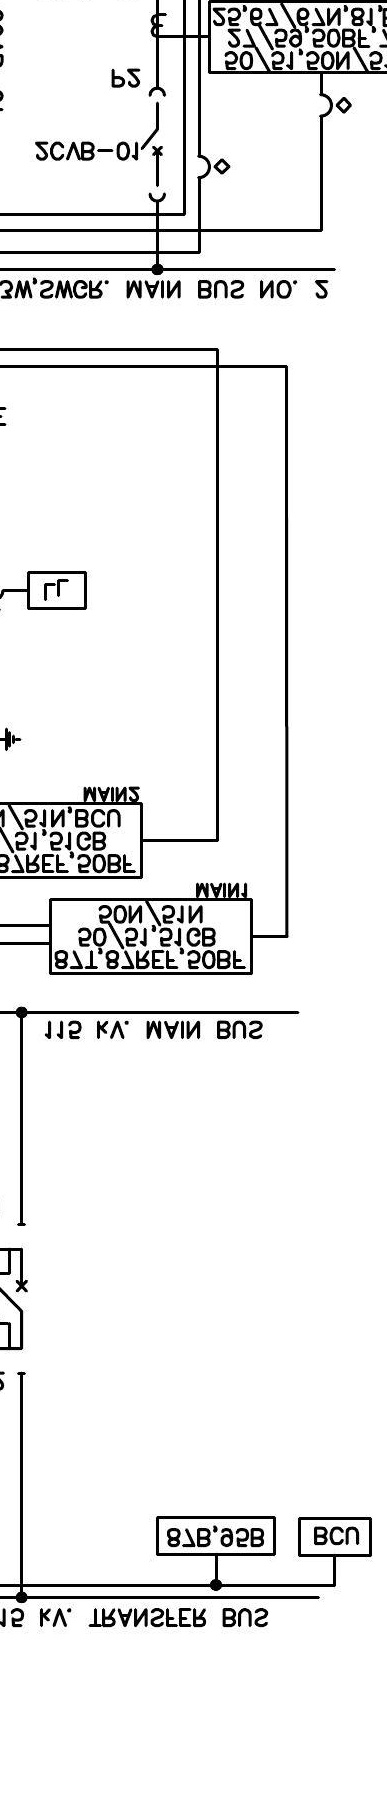 15 kV. TRANSFER BUS
87B,95B
BCU
115 kV. MAIN BUS
87T,87REF,50BF
50/51,51GB
50N/51N
MAIN1
87REF,50BF
/51,51GB
N/51N,BCU
MAIN2
LL
3W,SWGR. MAIN BUS NO. 2
2CVB-01
P2
50/51,50N/51
27/59,50BF,
25,67/67N,81,